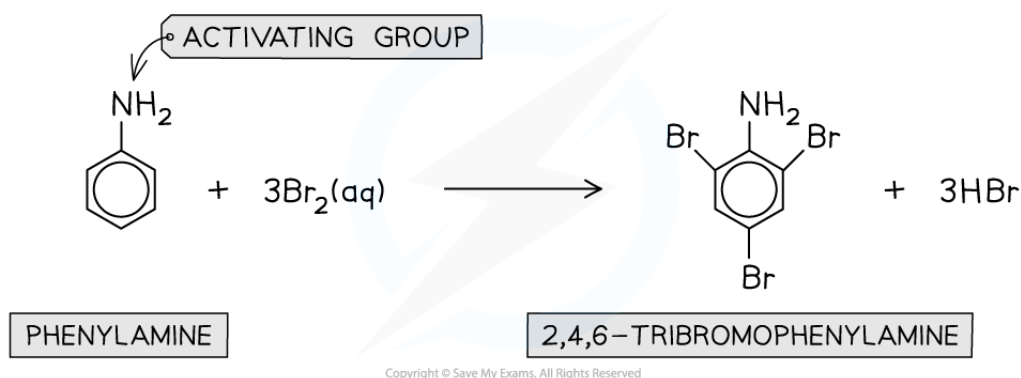 ACTIVATING GROUP
NH2
+ 3Br2(aq)
NH2
Br Br
Br
+ 3HBr
PHENYLAMINE
2,4,6-TRIBROMOPHENYLAMINE
Copyright © Save My Exams. All Rights Reserved